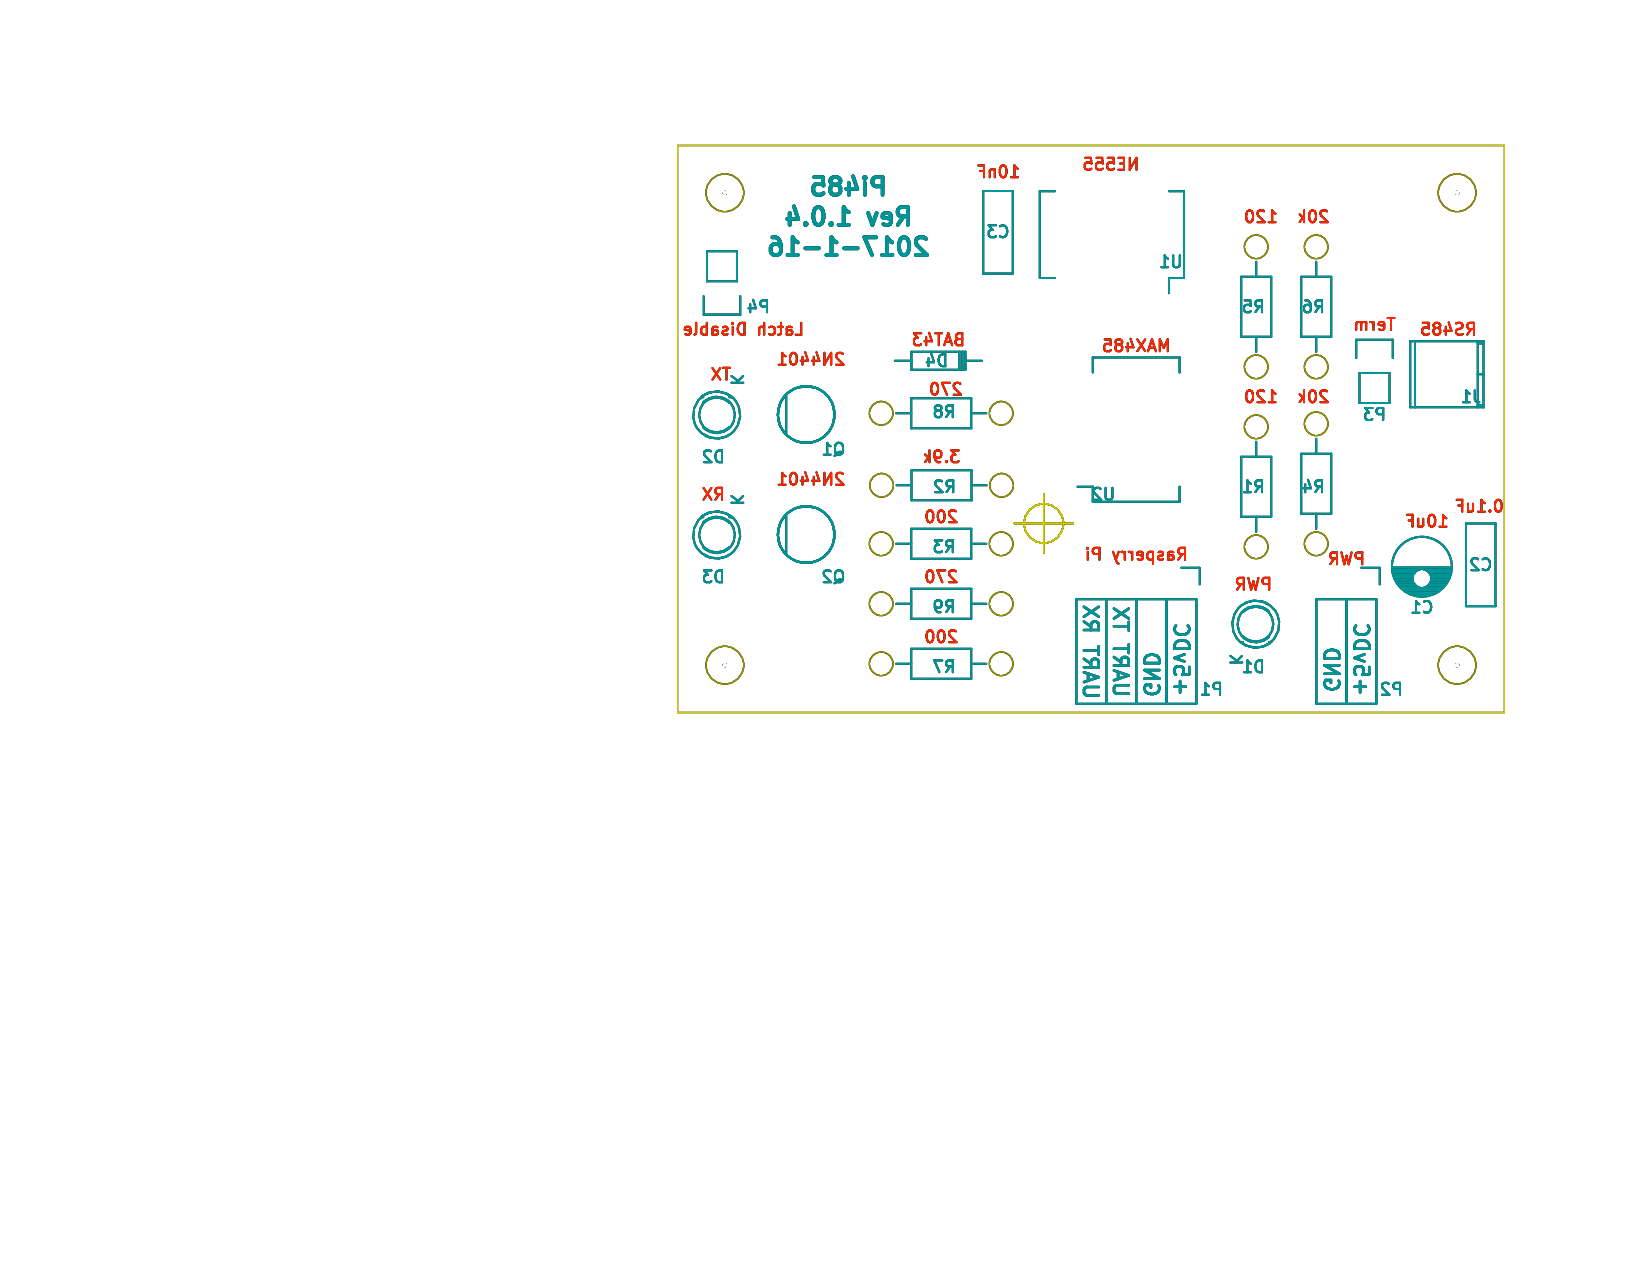 Pi485
Rev 1.0.4
2017-1-16
10nF
C3
NE555
U1
120
R5
20k
R6
P4
Latch Disable
Term
P3
RS485
J1
BAT43
D4
MAX485
U2
TX
K
D2
2N4401
Q1
270
R8
120
R1
20k
R4
3.9k
R2
RX
K
D3
2N4401
Q2
200
R3
270
R9
200
R7
Rasperry Pi
UART RX
UART TX
GND
+5vDC
P1
PWR
K
D1
PWR
GND
+5vDC
P2
10uF
C1
0.1uF
C2